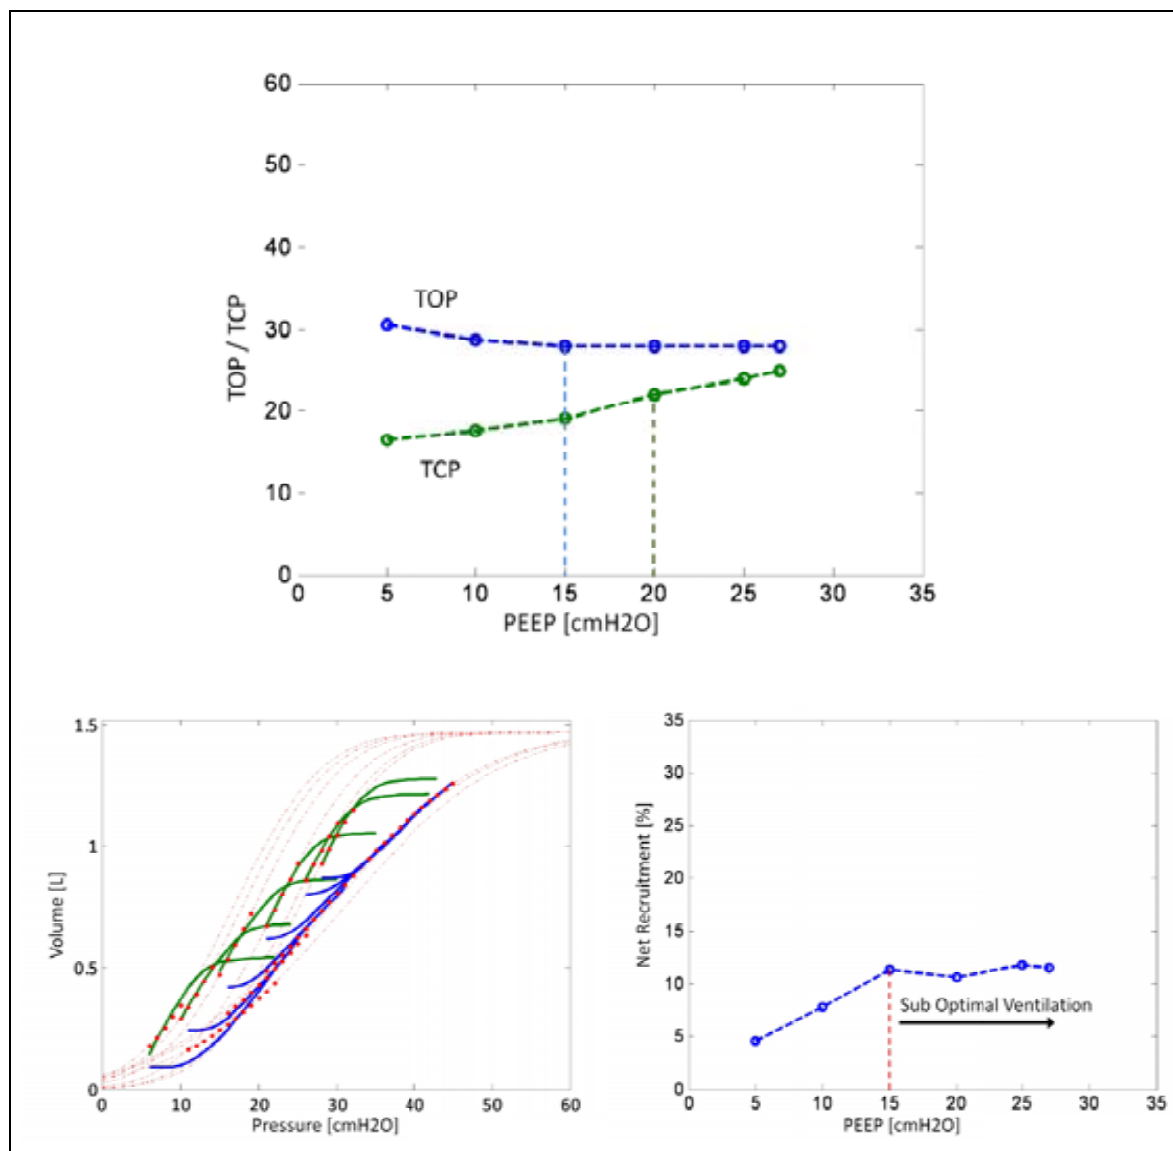 60
50
40
30
20
10
0
TOP / TCP
TOP
TCP
0 5 10 15 20 25 30 35
PEEP [cmH2O]
1.5
1
0.5
0
Volume [L]
0 10 20 30 40 50 60
Pressure [cmH2O]
35
30
25
20
15
10
5
0
Net Recruitment [%]
Sub Optimal Ventilation
0 5 10 15 20 25 30 35
PEEP [cmH2O]